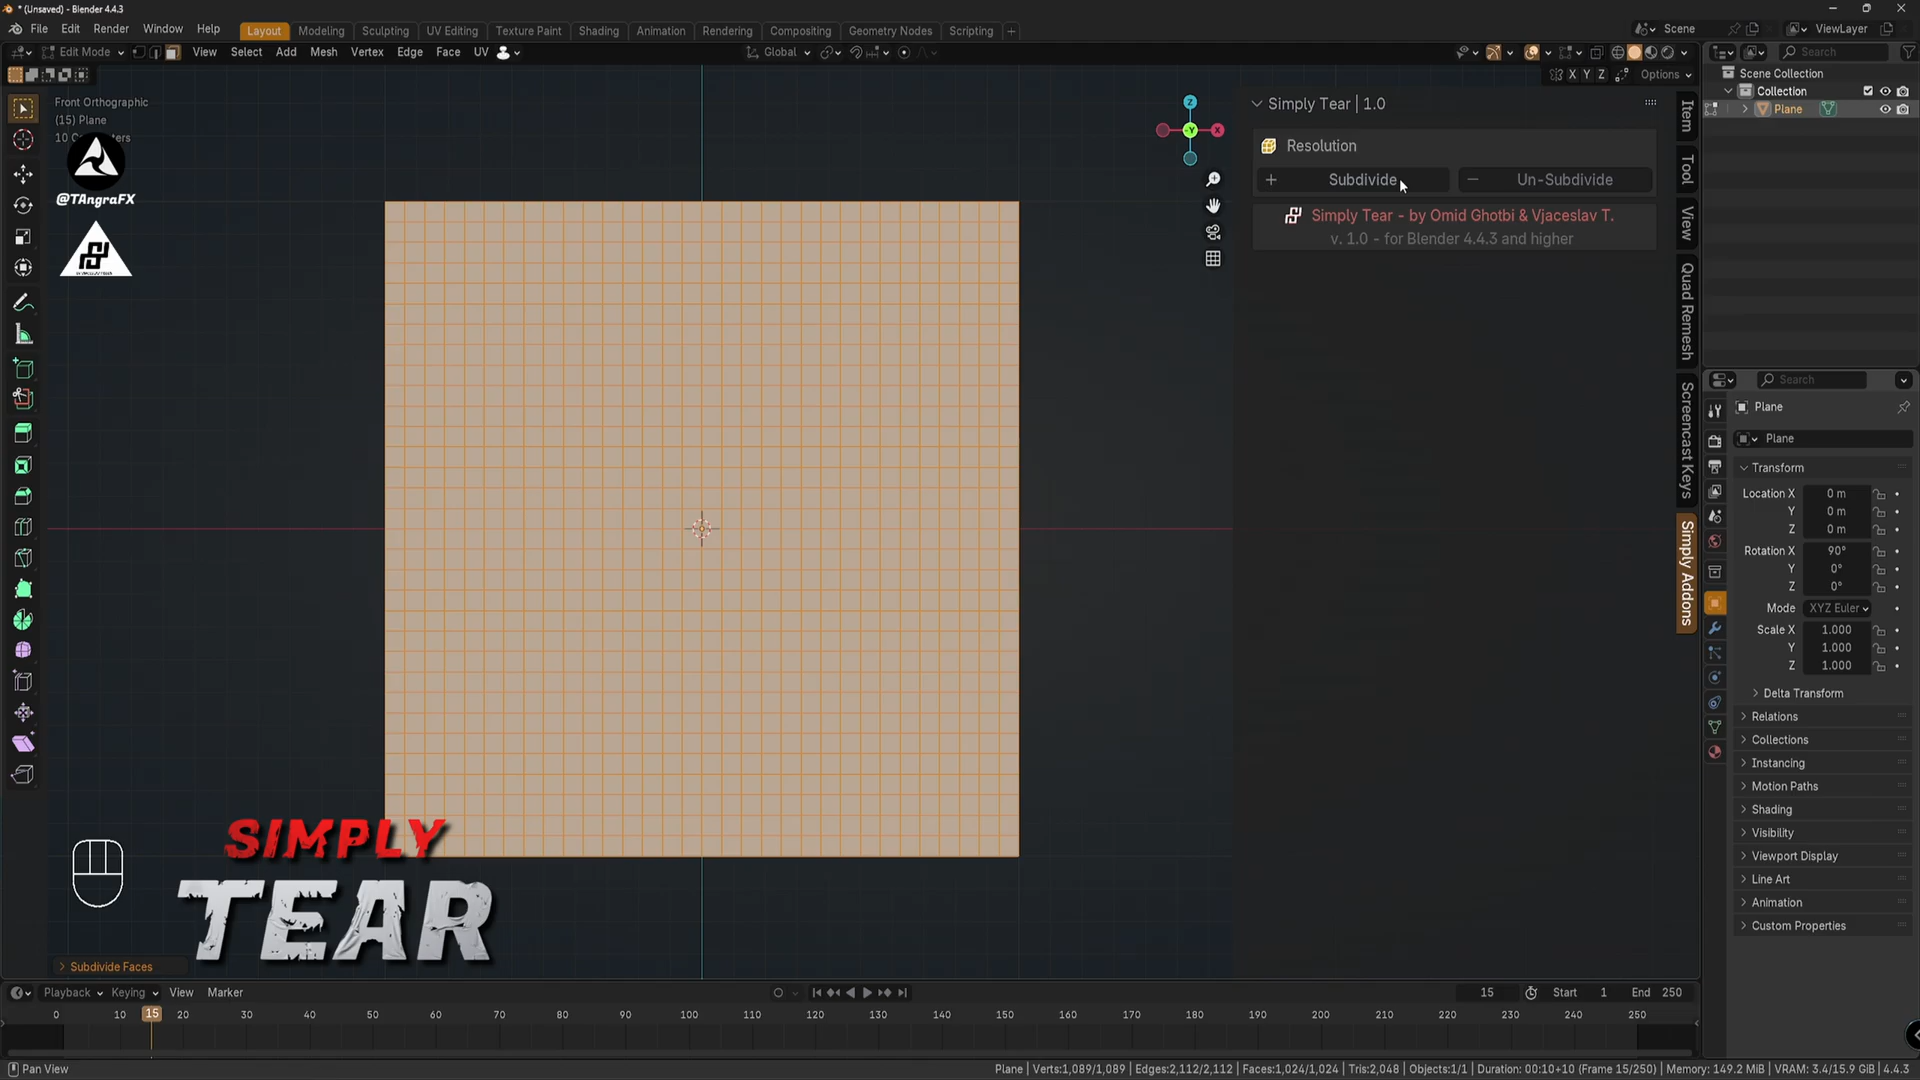 * (Unsaved) - Blender 4.4.3
File Edit Render Window Help Layout Modeling Sculpting UV Editing Texture Paint Shading Animation Rendering Compositing Geometry Nodes Scripting + Scene ViewLayer
Edit Mode View Select Add Mesh Vertex Edge Face UV Global Search
X Y Z Options
Front Orthographic
(15) Plane
@TAngraFX
Z
-Y X
Simply Tear | 1.0
Resolution
Subdivide Un-Subdivide
Simply Tear - by Omid Ghotbi & Vjaceslav T.
v. 1.0 - for Blender 4.4.3 and higher
Item
Tool
View
Quad Remesh
Screencast Keys
Simply Addons
Scene Collection
Collection
Plane
Search
Plane
Plane
Transform
Location X 0 m
Y 0 m
Z 0 m
Rotation X 90°
Y 0°
Z 0°
Mode XYZ Euler
Scale X 1.000
Y 1.000
Z 1.000
Delta Transform
Relations
Collections
Instancing
Motion Paths
Shading
Visibility
Viewport Display
Line Art
Animation
Custom Properties
SIMPLY
TEAR
Subdivide Faces
Playback Keying View Marker 15 Start 1 End 250
0 10 15 20 30 40 50 60 70 80 90 100 110 120 130 140 150 160 170 180 190 200 210 220 230 240 250
Pan View Plane | Verts:1,089/1,089 | Edges:2,112/2,112 | Faces:1,024/1,024 | Tris:2,048 | Objects:1/1 | Duration: 00:10+10 (Frame 15/250) | Memory: 149.2 MiB | VRAM: 3.4/15.9 GiB | 4.4.3